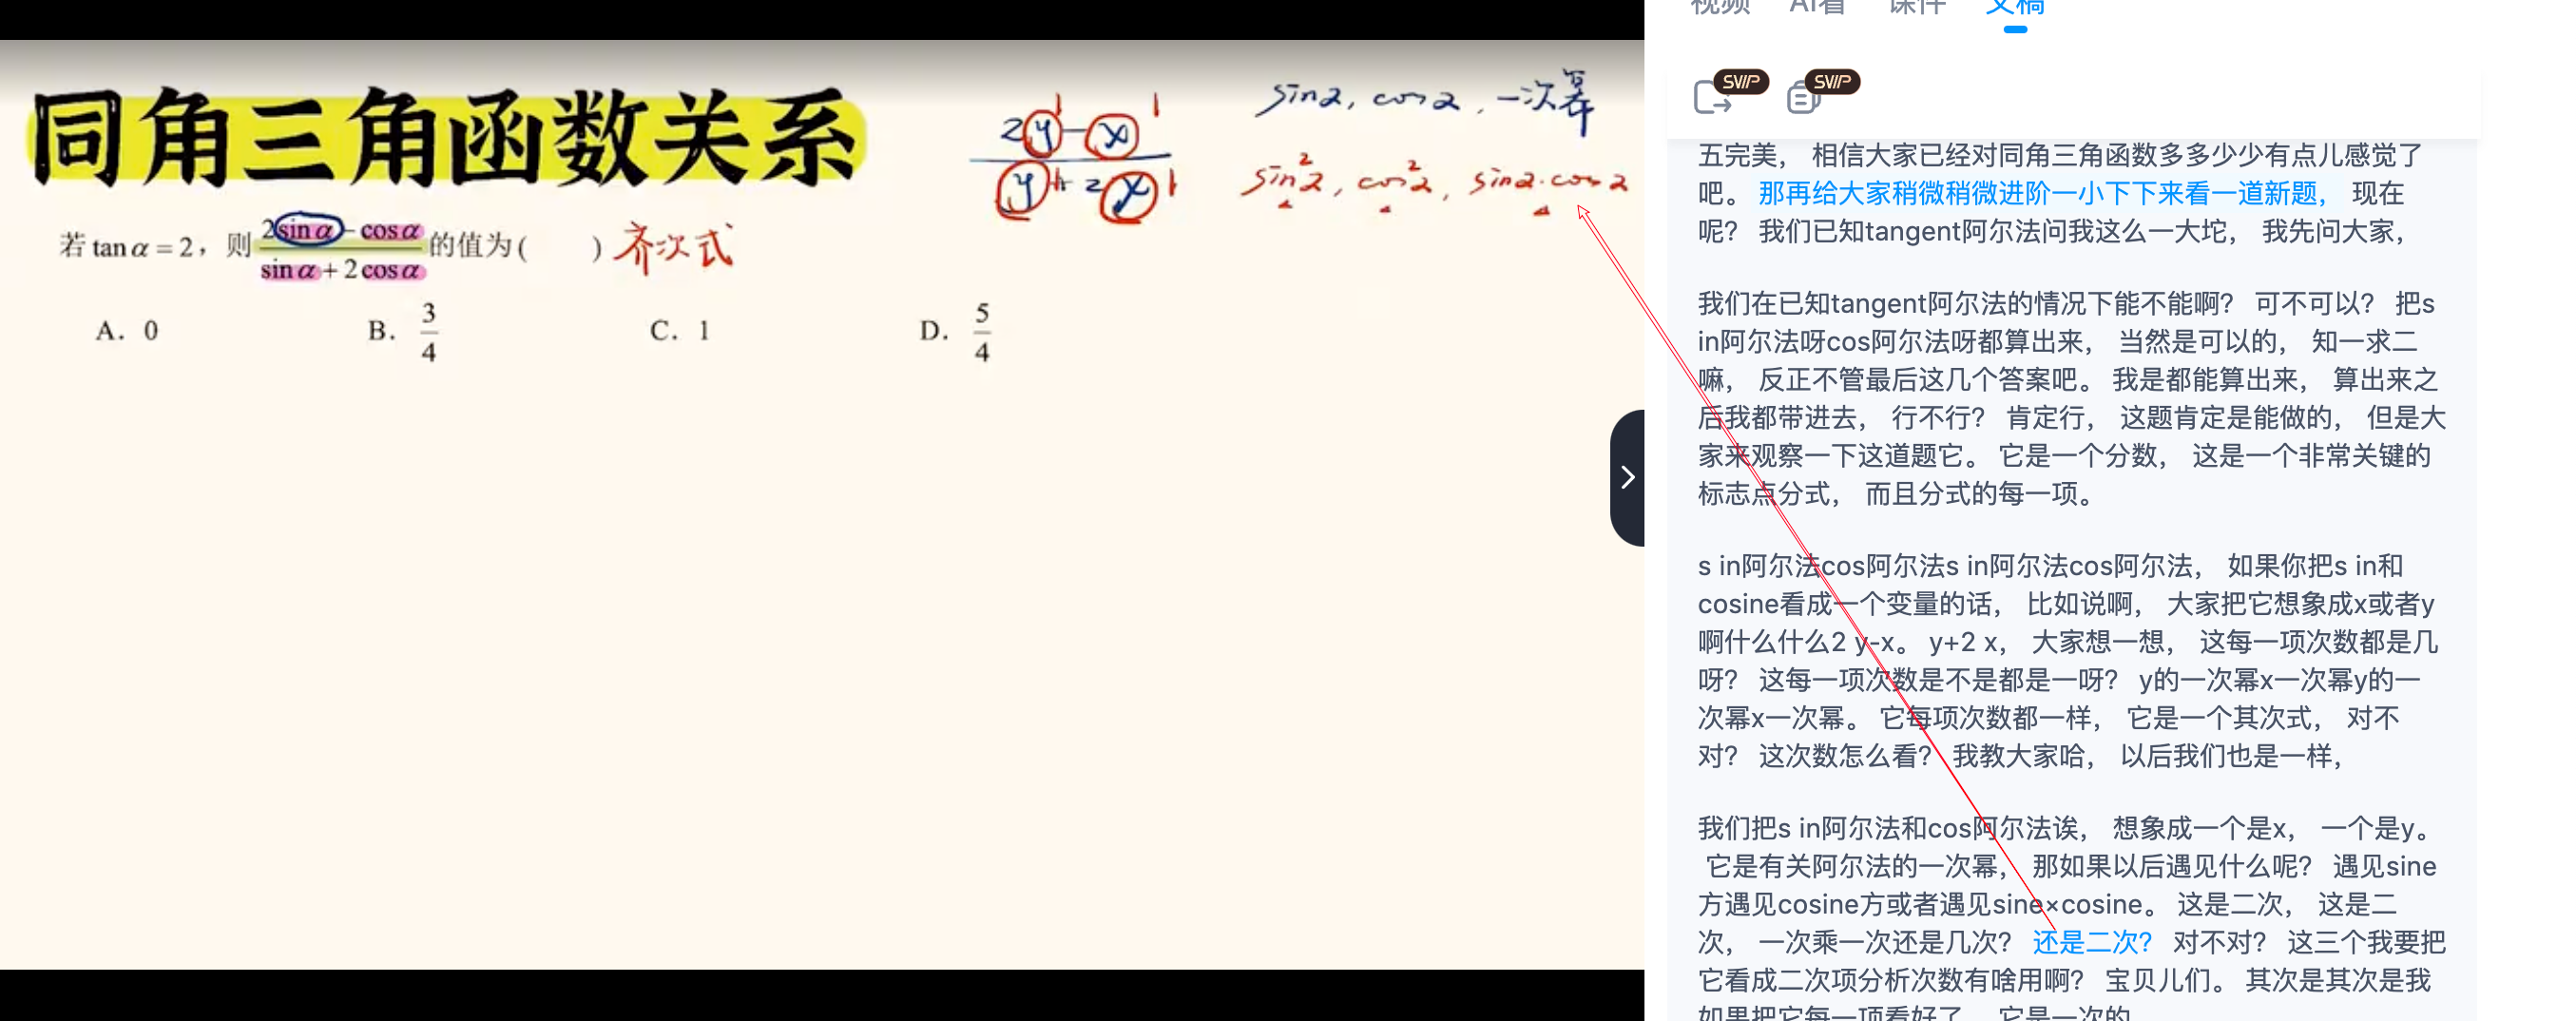 同角三角函数关系
2y-x
y+2x
1 1
1
sinα, cosα, 一次幂
sin²α, cos²α, sinα·cosα
若 tan α = 2，则 (2sin α - cos α)/(sin α + 2cos α) 的值为 (    ) 齐次式
A. 0 B. 3/4 C. 1 D. 5/4
视频 AI看 课件 文稿
SVIP SVIP
五完美， 相信大家已经对同角三角函数多多少少有点儿感觉了
吧。 那再给大家稍微稍微进阶一小下下来看一道新题， 现在
呢？ 我们已知tangent阿尔法问我这么一大坨， 我先问大家，
我们在已知tangent阿尔法的情况下能不能啊？ 可不可以？ 把s
in阿尔法呀cos阿尔法呀都算出来， 当然是可以的， 知一求二
嘛， 反正不管最后这几个答案吧。 我是都能算出来， 算出来之
后我都带进去， 行不行？ 肯定行， 这题肯定是能做的， 但是大
家来观察一下这道题它。 它是一个分数， 这是一个非常关键的
标志点分式， 而且分式的每一项。
s in阿尔法cos阿尔法s in阿尔法cos阿尔法， 如果你把s in和
cosine看成一个变量的话， 比如说啊， 大家把它想象成x或者y
啊什么什么2 y-x。 y+2 x， 大家想一想， 这每一项次数都是几
呀？ 这每一项次数是不是都是一呀？ y的一次幂x一次幂y的一
次幂x一次幂。 它每项次数都一样， 它是一个其次式， 对不
对？ 这次数怎么看？ 我教大家哈， 以后我们也是一样，
我们把s in阿尔法和cos阿尔法诶， 想象成一个是x， 一个是y。
它是有关阿尔法的一次幂， 那如果以后遇见什么呢？ 遇见sine
方遇见cosine方或者遇见sine×cosine。 这是二次， 这是二
次， 一次乘一次还是几次？ 还是二次？ 对不对？ 这三个我要把
它看成二次项分析次数有啥用啊？ 宝贝儿们。 其次是其次是我
如果把它每一项看好了， 它是一次的